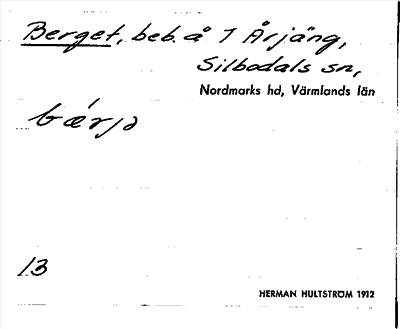 Berget, beb. å 1 Årjäng,
Silbodals sn,
Nordmarks hd, Värmlands län
13
HERMAN HULTSTRÖM 1912